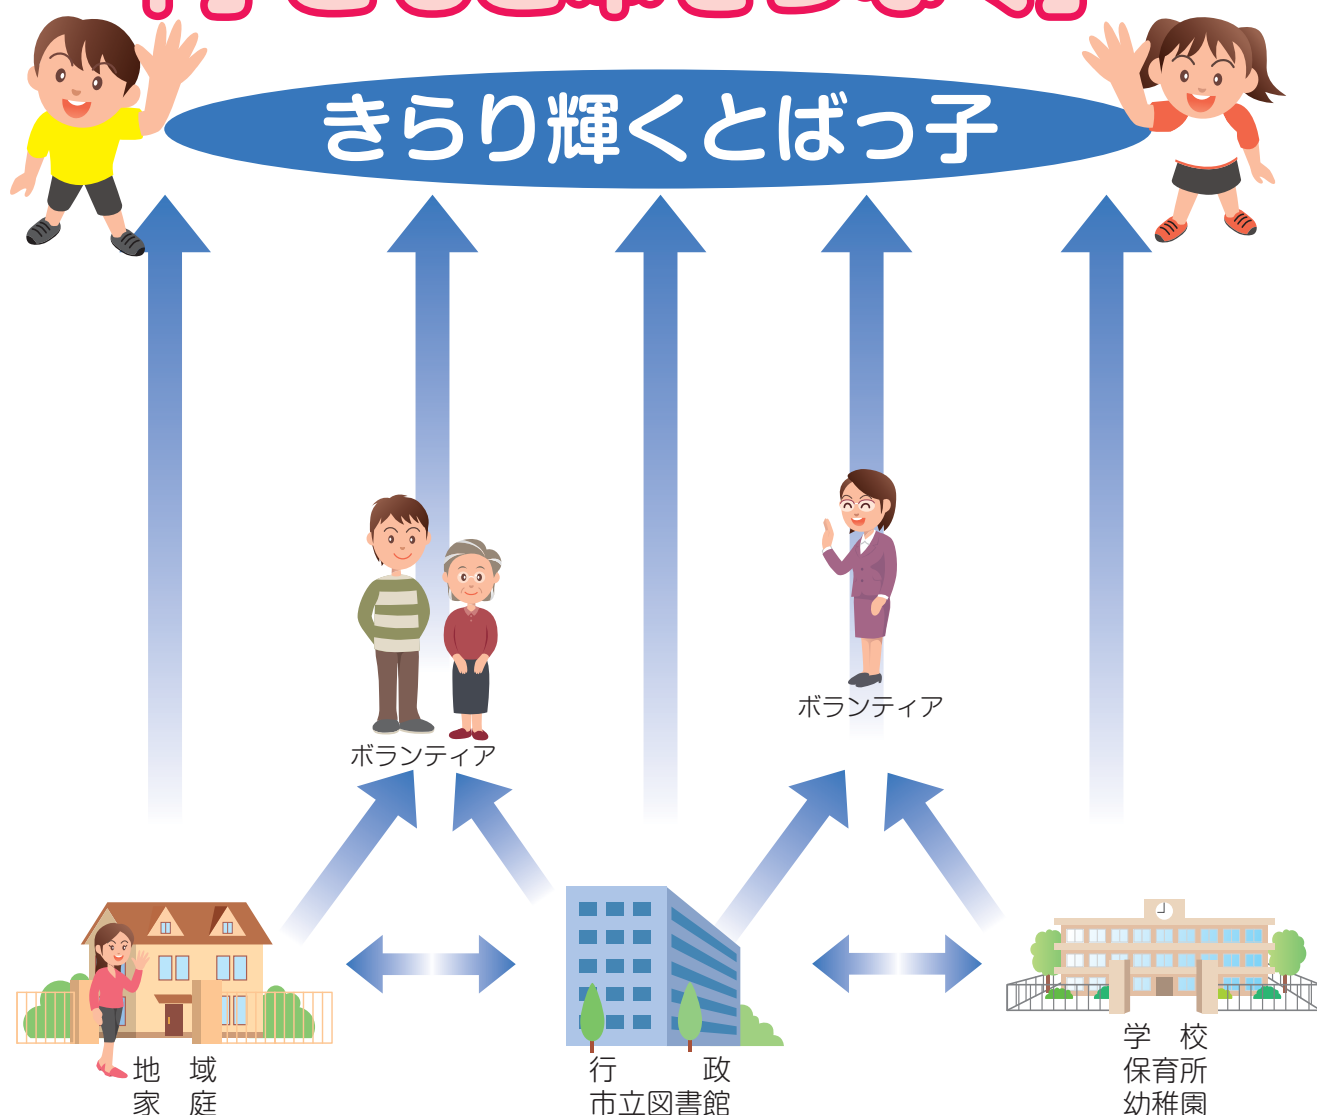 きらり輝くとばっ子
ボランティア
ボランティア
地　域
家　庭
行　政
市立図書館
学　校
保育所
幼稚園